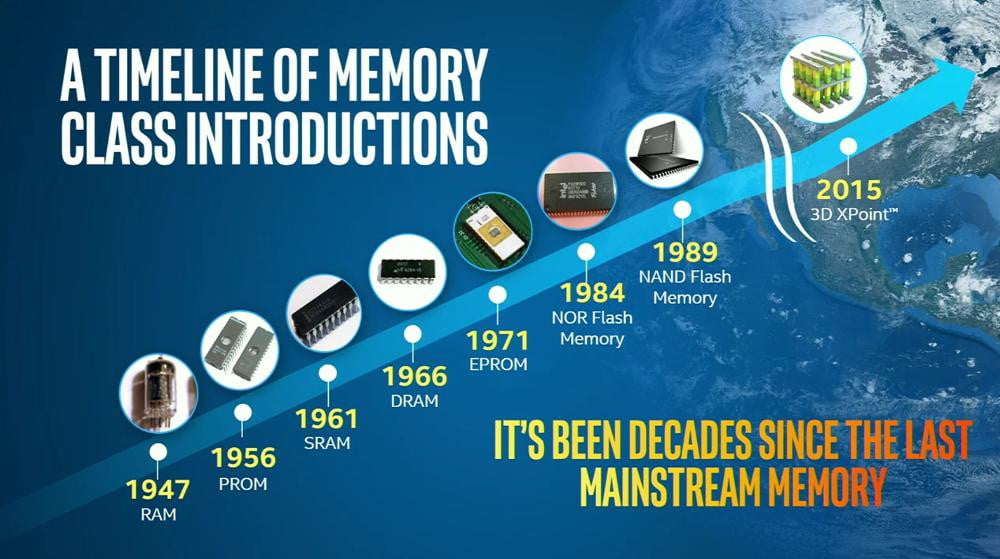 A TIMELINE OF MEMORY
CLASS INTRODUCTIONS
1947
RAM
1956
PROM
1961
SRAM
1966
DRAM
1971
EPROM
1984
NOR Flash
Memory
1989
NAND Flash
Memory
2015
3D XPoint™
IT'S BEEN DECADES SINCE THE LAST
MAINSTREAM MEMORY
intel